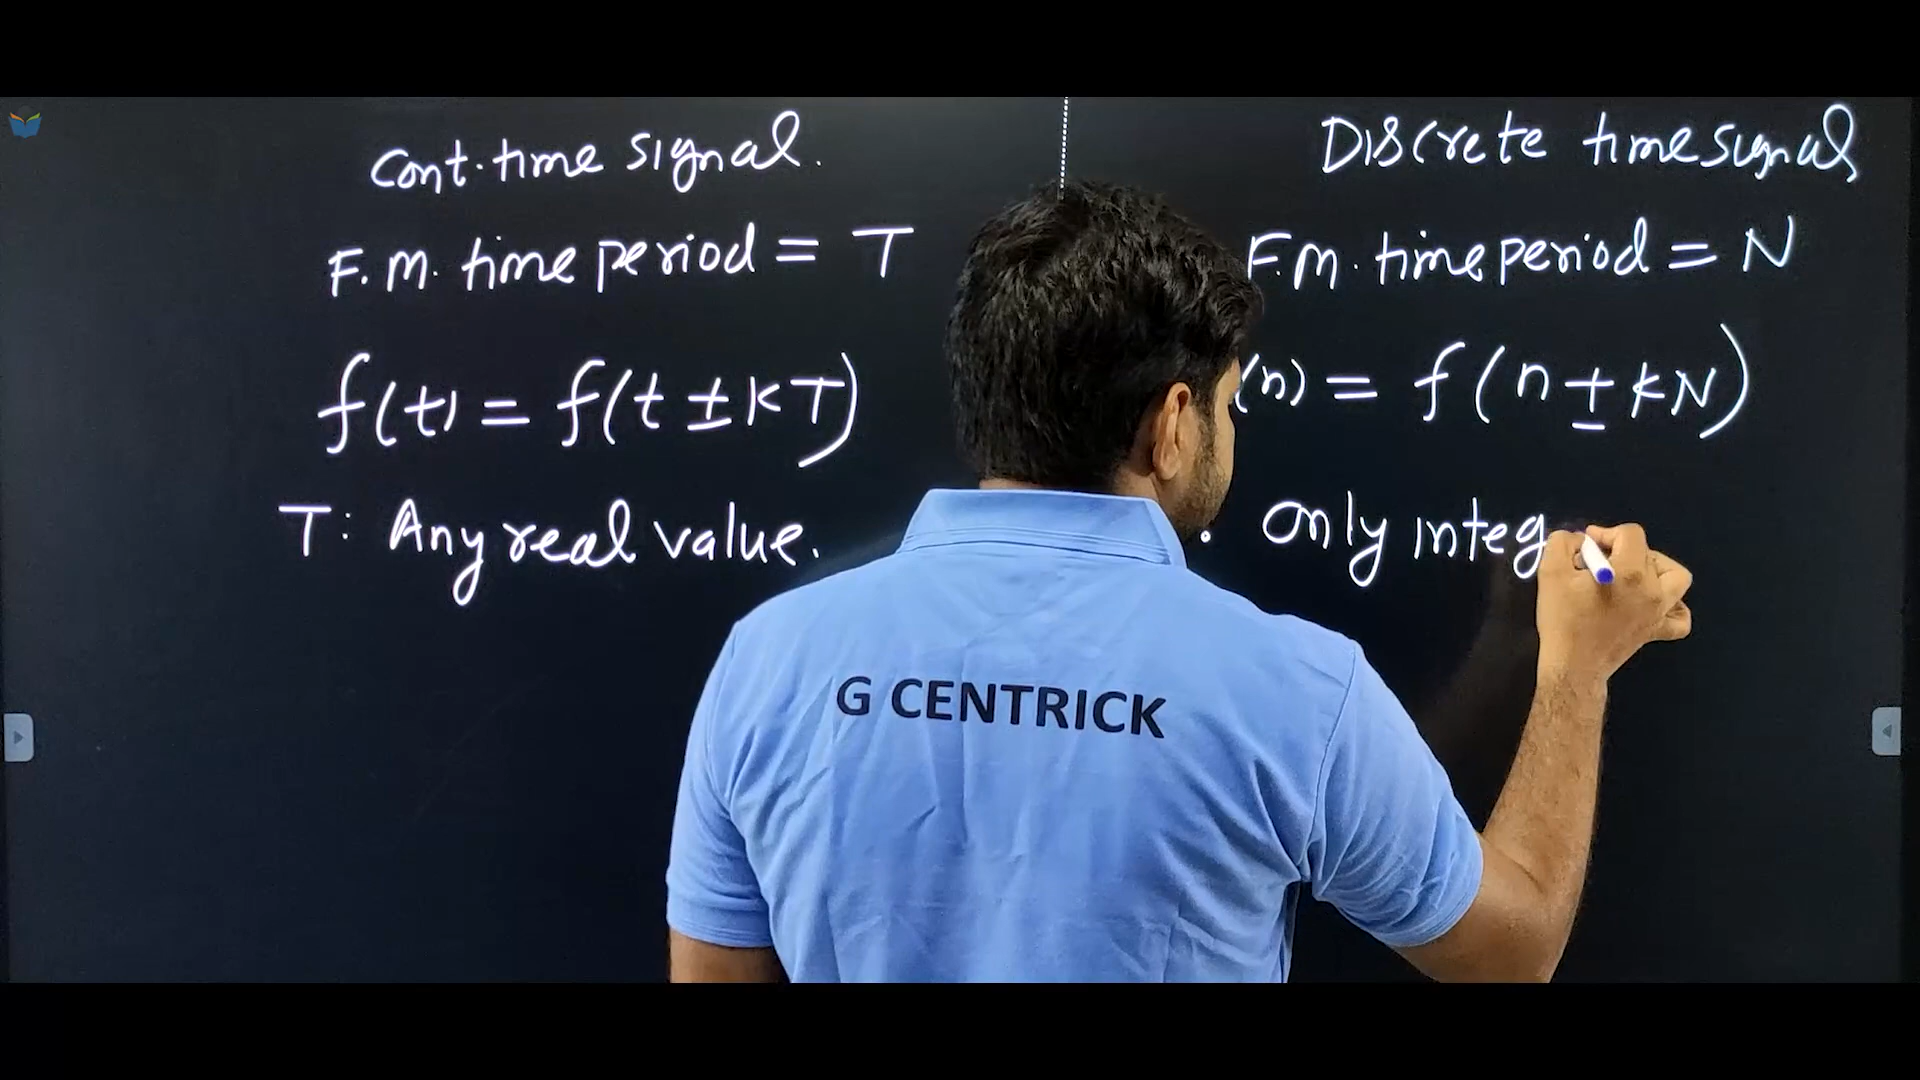 Cont. time signal.
F.M. time period = T
f(t) = f(t ± KT)
T: Any real value.
Discrete time signal
F.M. time period = N
(n) = f(n ± KN)
: Only integ
G CENTRICK